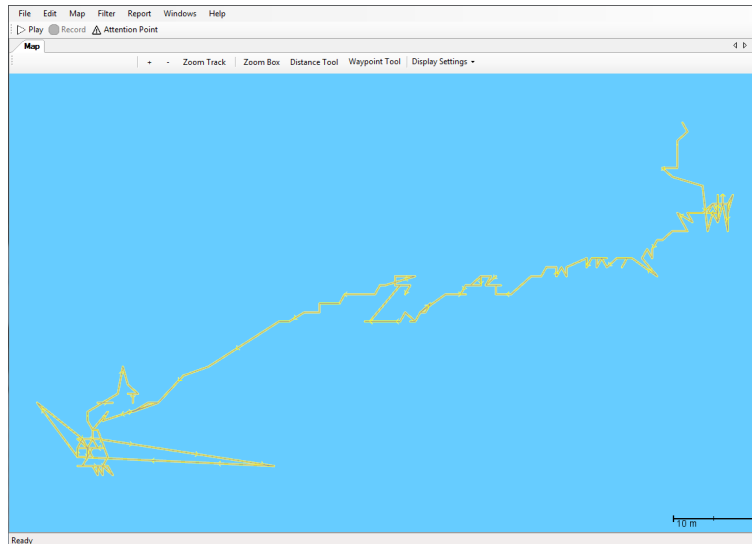 File Edit Map Filter Report Windows Help
Play Record Attention Point
Map
+ - Zoom Track Zoom Box Distance Tool Waypoint Tool Display Settings
10 m
Ready